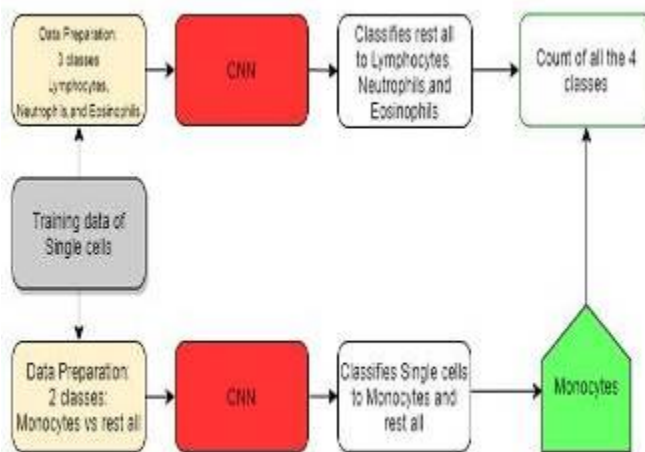 Data Preparation:
3 classes
Lymphocytes,
Neutrophils,and Eosinophils
CNN
Classifies rest all
to Lymphocytes,
Neutrophils,and
Eosinophils
Count of all the 4
classes
Training data of
Single cells
Data Preparation:
2 classes:
Monocytes vs rest all
CNN
Classifies Single cells
to Monocytes and
rest all
Monocytes